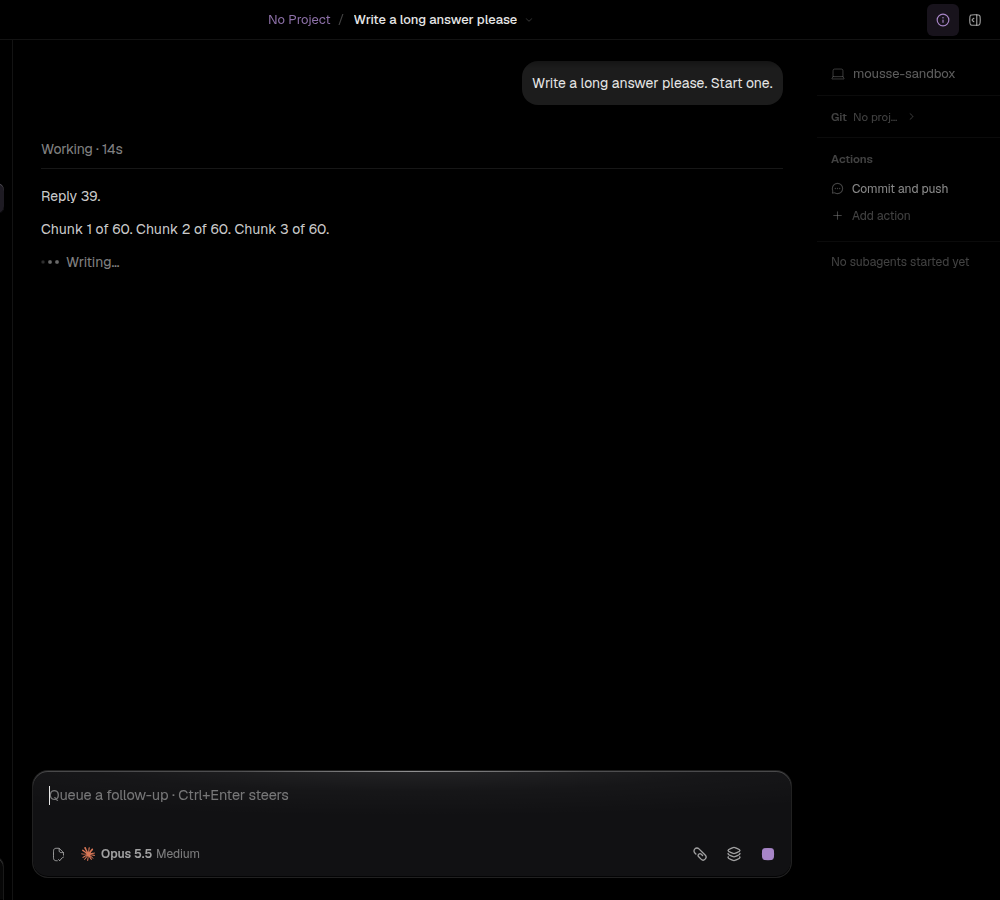 No Project / Write a long answer please
Write a long answer please. Start one.
Working · 14s
Reply 39.
Chunk 1 of 60. Chunk 2 of 60. Chunk 3 of 60.
Writing...
Queue a follow-up · Ctrl+Enter steers
Opus 5.5 Medium
mousse-sandbox
Git No proj...
Actions
Commit and push
Add action
No subagents started yet